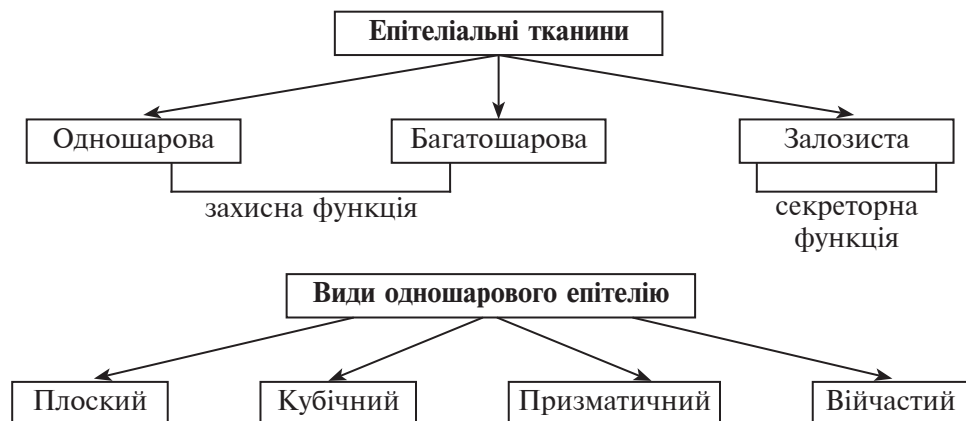 Епітеліальні тканини
Одношарова
Багатошарова
Залозиста
захисна функція
секреторна
функція
Види одношарового епітелію
Плоский
Кубічний
Призматичний
Війчастий